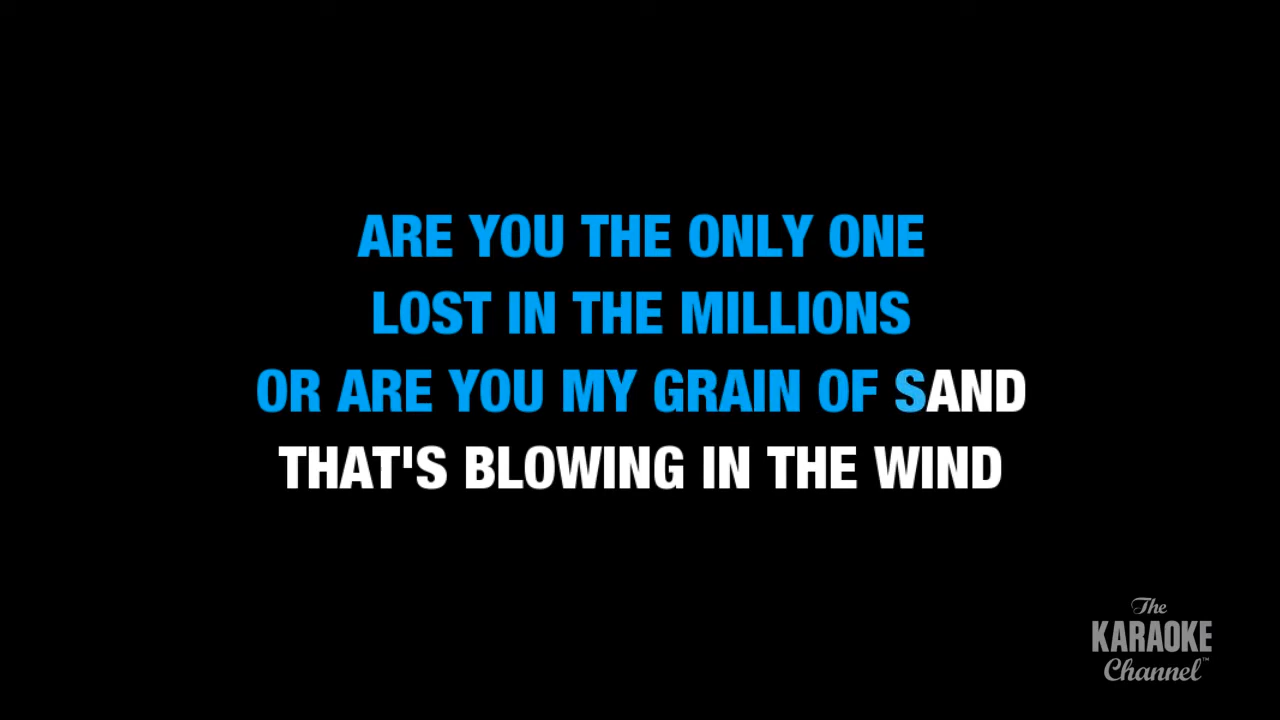 ARE YOU THE ONLY ONE
LOST IN THE MILLIONS
OR ARE YOU MY GRAIN OF SAND
THAT'S BLOWING IN THE WIND
The
KARAOKE
Channel™